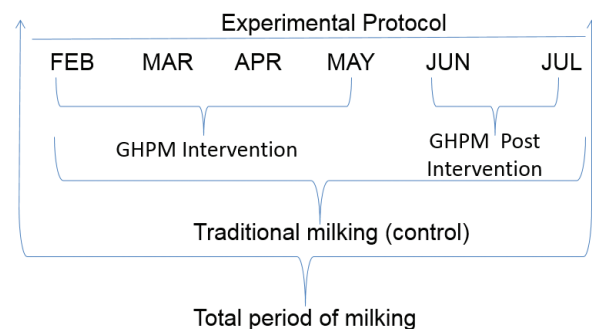 Experimental Protocol
FEB MAR APR MAY JUN JUL
GHPM Intervention
GHPM Post
Intervention
Traditional milking (control)
Total period of milking